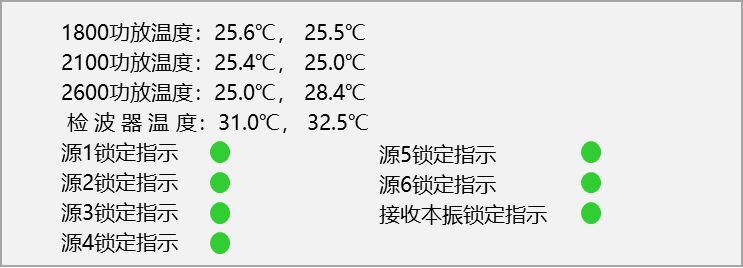 1800功放温度：25.6℃， 25.5℃
2100功放温度：25.4℃， 25.0℃
2600功放温度：25.0℃， 28.4℃
检 波 器 温 度：31.0℃， 32.5℃
源1锁定指示 源5锁定指示
源2锁定指示 源6锁定指示
源3锁定指示 接收本振锁定指示
源4锁定指示